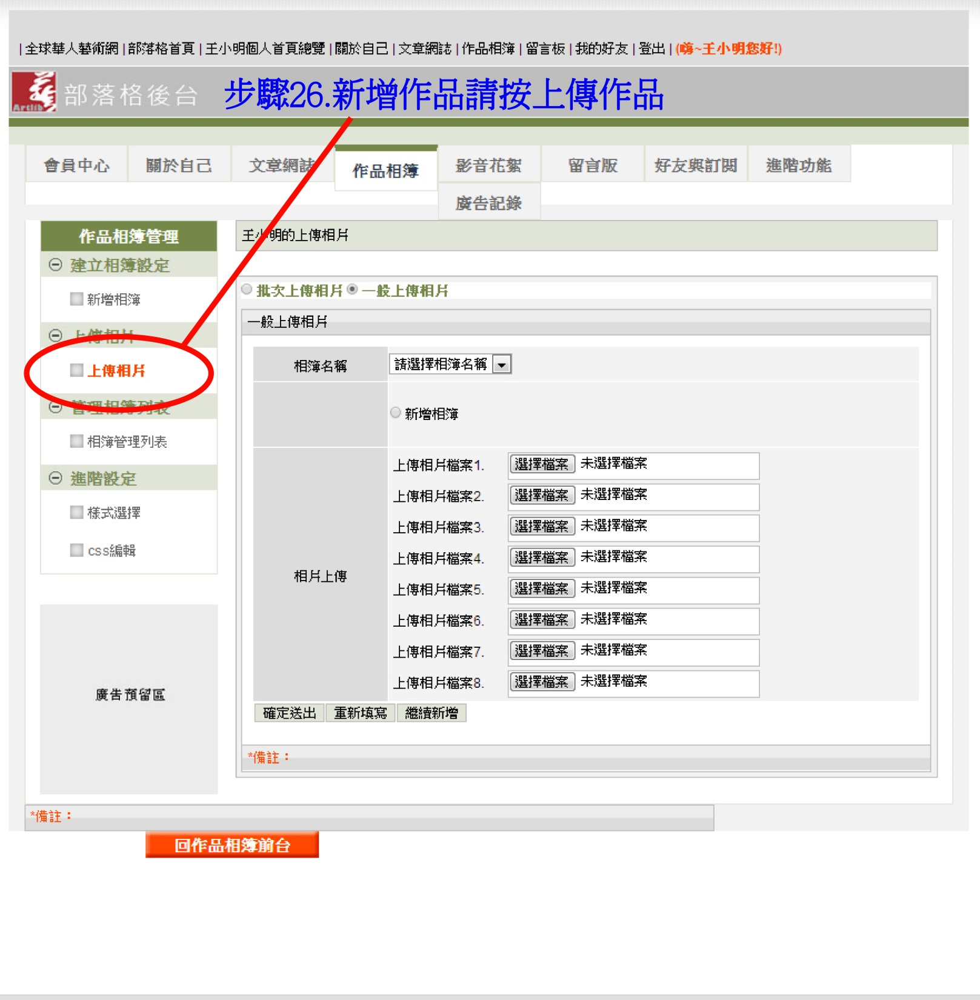 |全球華人藝術網|部落格首頁|王小明個人首頁總覽|關於自己|文章網誌|作品相簿|留言板|我的好友|登出|(嗨~王小明您好!)
Artlib 部落格後台 步驟26.新增作品請按上傳作品
會員中心 關於自己 文章網誌 作品相簿 影音花絮 留言版 好友與訂閱 進階功能
廣告記錄
作品相簿管理
建立相簿設定
新增相簿
上傳相片
上傳相片
管理相簿列表
相簿管理列表
進階設定
樣式選擇
css編輯
廣告預留區
王小明的上傳相片
批次上傳相片 一般上傳相片
一般上傳相片
相簿名稱 請選擇相簿名稱
新增相簿
相片上傳
上傳相片檔案1. 選擇檔案 未選擇檔案
上傳相片檔案2. 選擇檔案 未選擇檔案
上傳相片檔案3. 選擇檔案 未選擇檔案
上傳相片檔案4. 選擇檔案 未選擇檔案
上傳相片檔案5. 選擇檔案 未選擇檔案
上傳相片檔案6. 選擇檔案 未選擇檔案
上傳相片檔案7. 選擇檔案 未選擇檔案
上傳相片檔案8. 選擇檔案 未選擇檔案
確定送出 重新填寫 繼續新增
*備註：
*備註：
回作品相簿前台